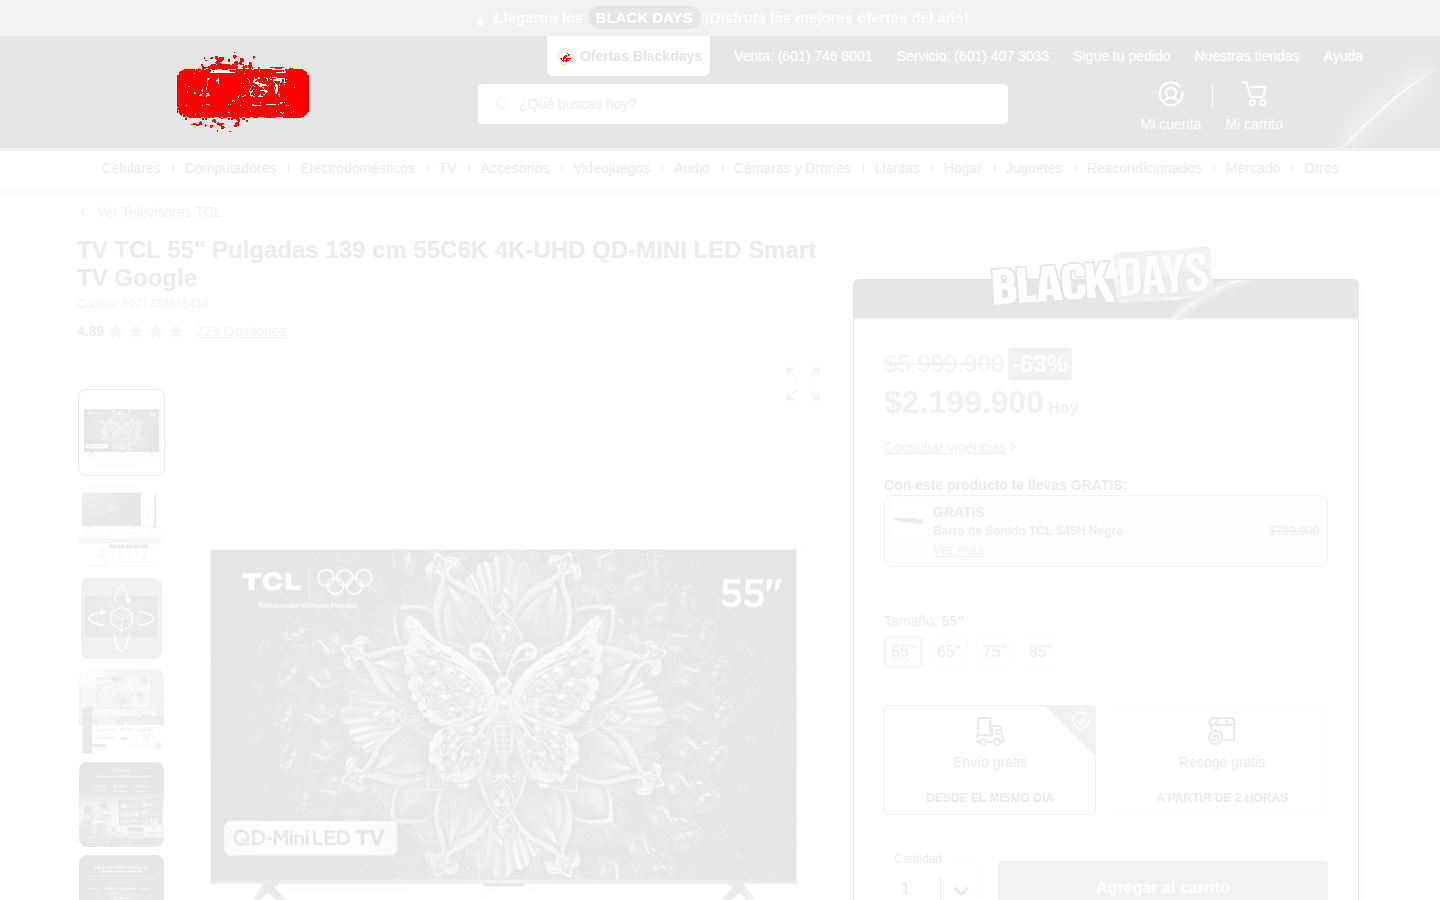 Llegaron los BLACK DAYS ¡Disfruta las mejores ofertas del año!
Ofertas Blackdays
Venta: (601) 746 8001
Servicio: (601) 407 3033
Sigue tu pedido
Nuestras tiendas
Ayuda
¿Qué buscas hoy?
Mi cuenta
Mi carrito
Celulares
Computadores
Electrodomésticos
TV
Accesorios
Videojuegos
Audio
Cámaras y Drones
Llantas
Hogar
Juguetes
Reacondicionados
Mercado
Otros
Ver Televisores TCL
TV TCL 55" Pulgadas 139 cm 55C6K 4K-UHD QD-MINI LED Smart
TV Google
Código: 6921732845439
4.89
229 Opiniones
TCL
55"
QD-Mini LED TV
BLACK DAYS
$5.999.900 -63%
$2.199.900 Hoy
Consultar vigencias
Con este producto te llevas GRATIS:
GRATIS
Barra de Sonido TCL S45H Negro
$799.900
Ver más
Tamaño: 55"
55"
65"
75"
85"
Envío gratis
DESDE EL MISMO DÍA
Recoge gratis
A PARTIR DE 2 HORAS
Cantidad
1
Agregar al carrito